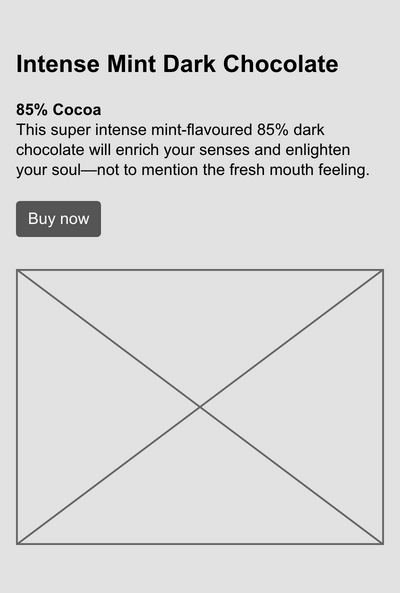 Intense Mint Dark Chocolate
85% Cocoa
This super intense mint-flavoured 85% dark
chocolate will enrich your senses and enlighten
your soul—not to mention the fresh mouth feeling.
Buy now